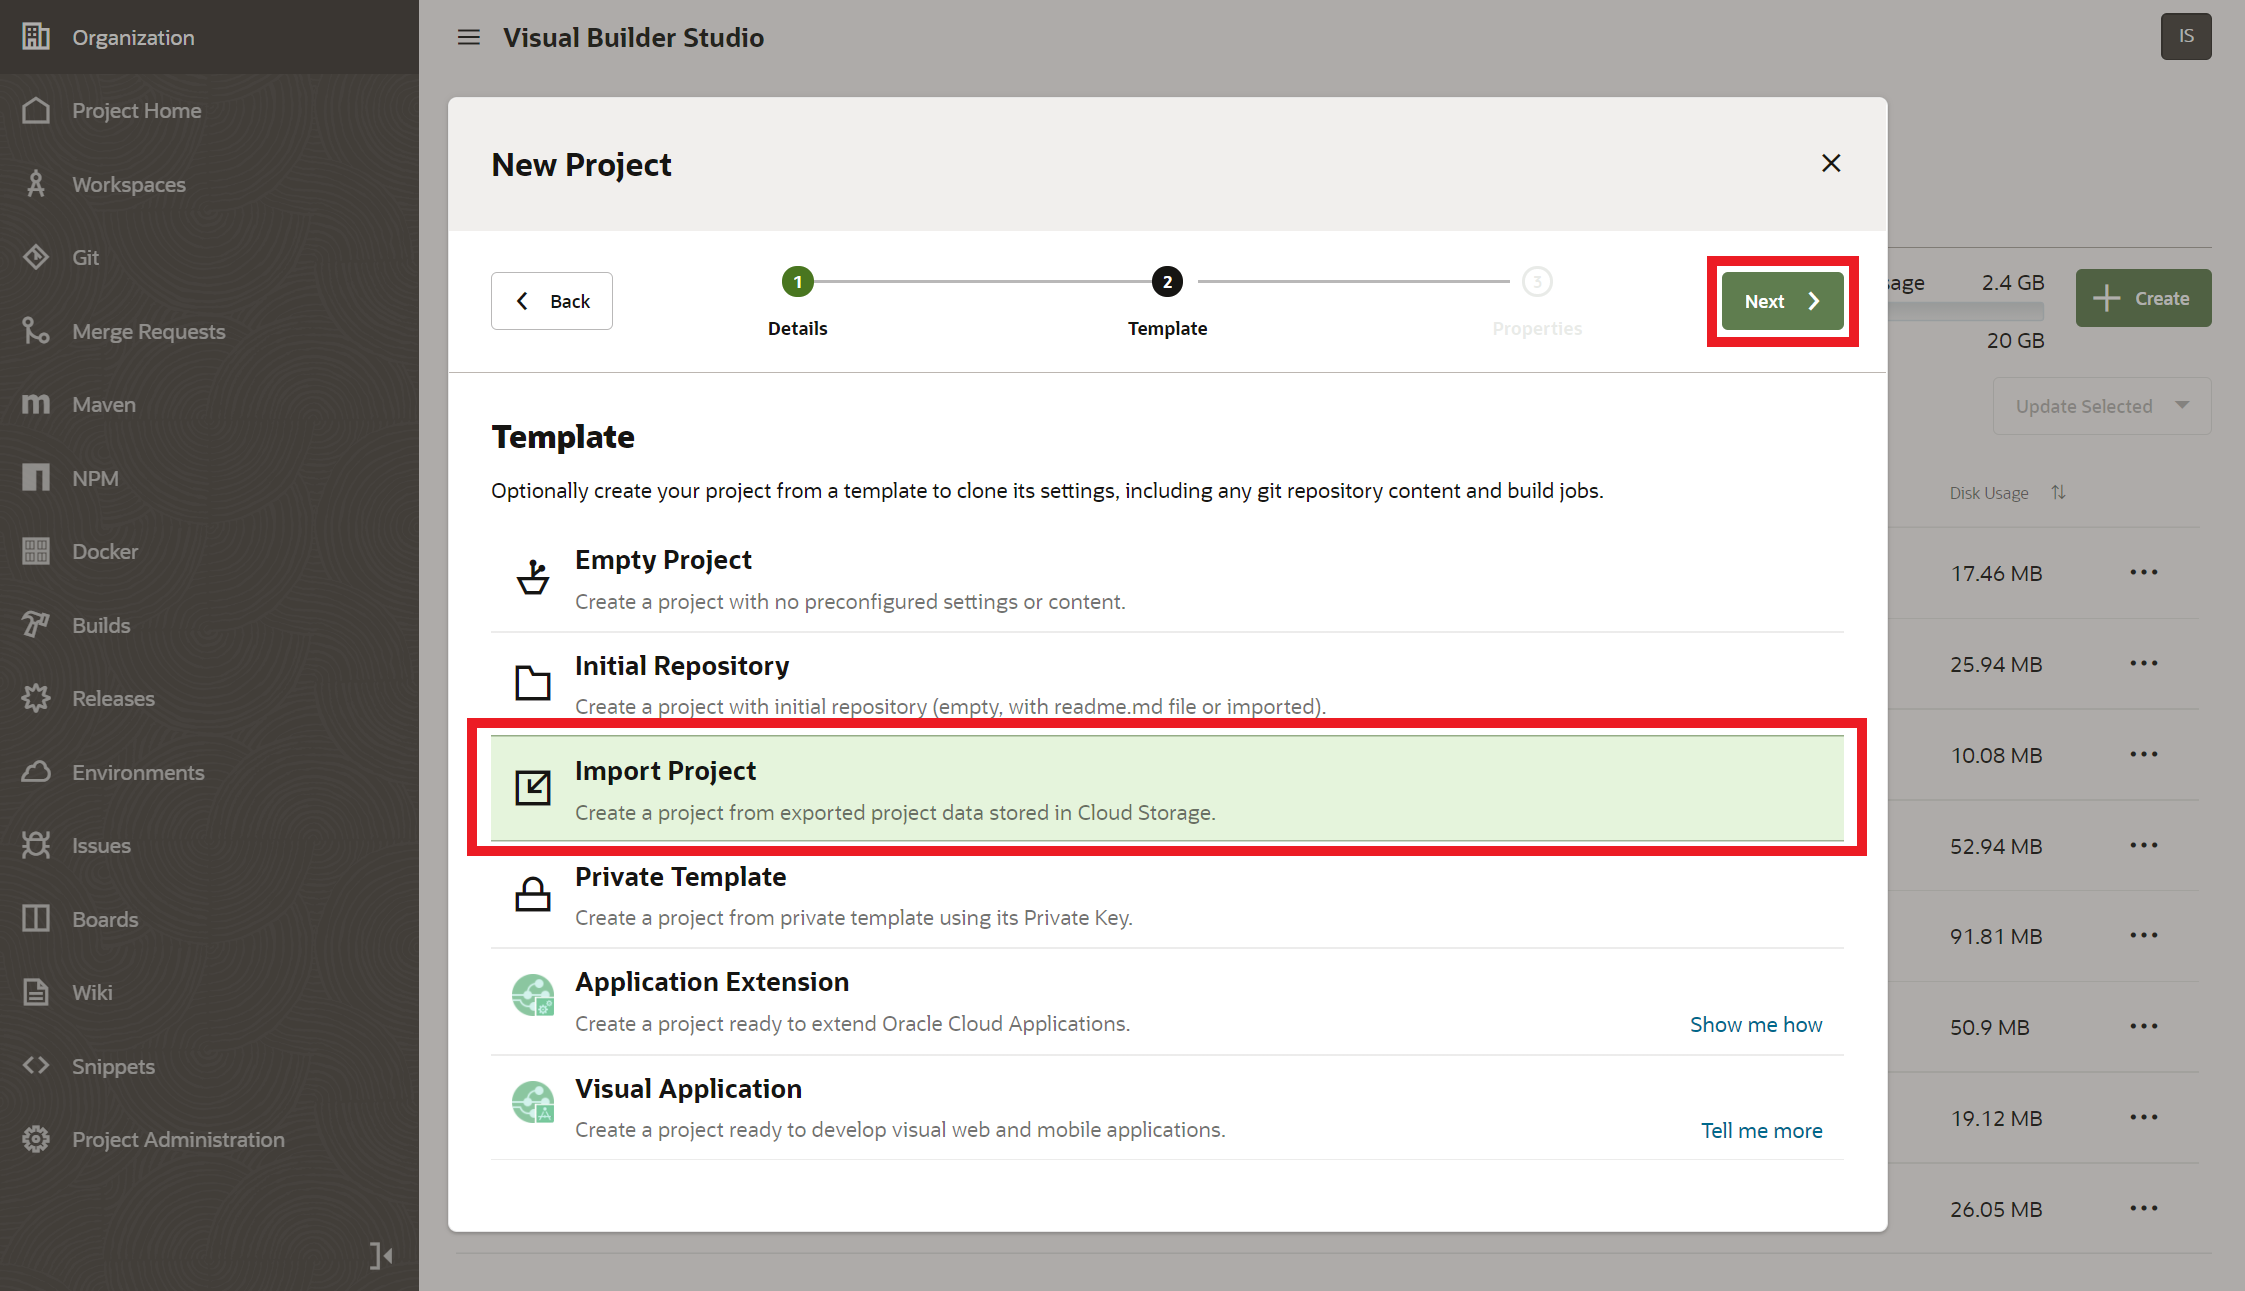 Organization
Project Home
Workspaces
Git
Merge Requests
Maven
NPM
Docker
Builds
Releases
Environments
Issues
Boards
Wiki
Snippets
Project Administration
Visual Builder Studio
IS
New Project
Back
1
Details
2
Template
3
Properties
Next
2.4 GB
20 GB
Create
Update Selected
Template
Optionally create your project from a template to clone its settings, including any git repository content and build jobs.
Empty Project
Create a project with no preconfigured settings or content.
Initial Repository
Create a project with initial repository (empty, with readme.md file or imported).
Import Project
Create a project from exported project data stored in Cloud Storage.
Private Template
Create a project from private template using its Private Key.
Application Extension
Create a project ready to extend Oracle Cloud Applications.
Show me how
Visual Application
Create a project ready to develop visual web and mobile applications.
Tell me more
Disk Usage
17.46 MB
25.94 MB
10.08 MB
52.94 MB
91.81 MB
50.9 MB
19.12 MB
26.05 MB